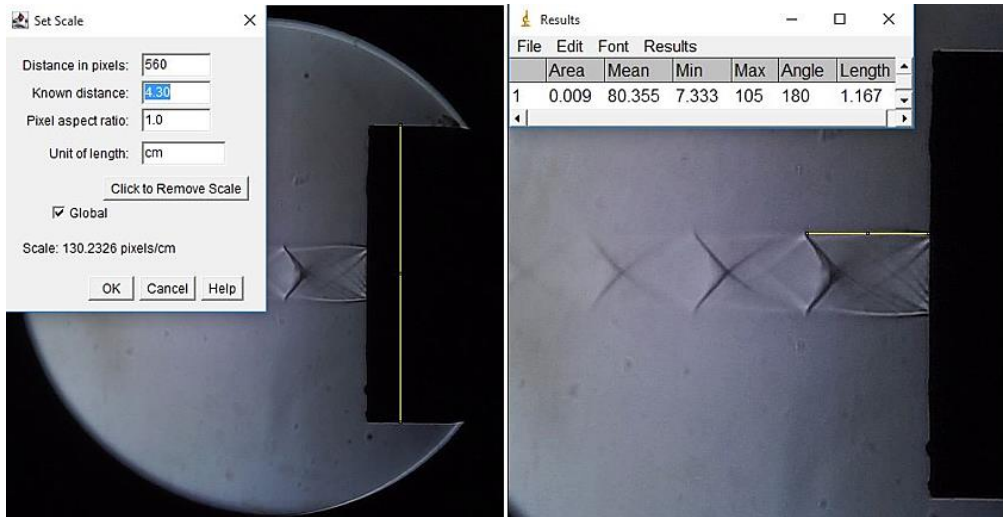 Set Scale
Distance in pixels: 560
Known distance: 4.30
Pixel aspect ratio: 1.0
Unit of length: cm
Click to Remove Scale
Global
Scale: 130.2326 pixels/cm
OK Cancel Help
Results
File Edit Font Results
Area Mean Min Max Angle Length
1 0.009 80.355 7.333 105 180 1.167